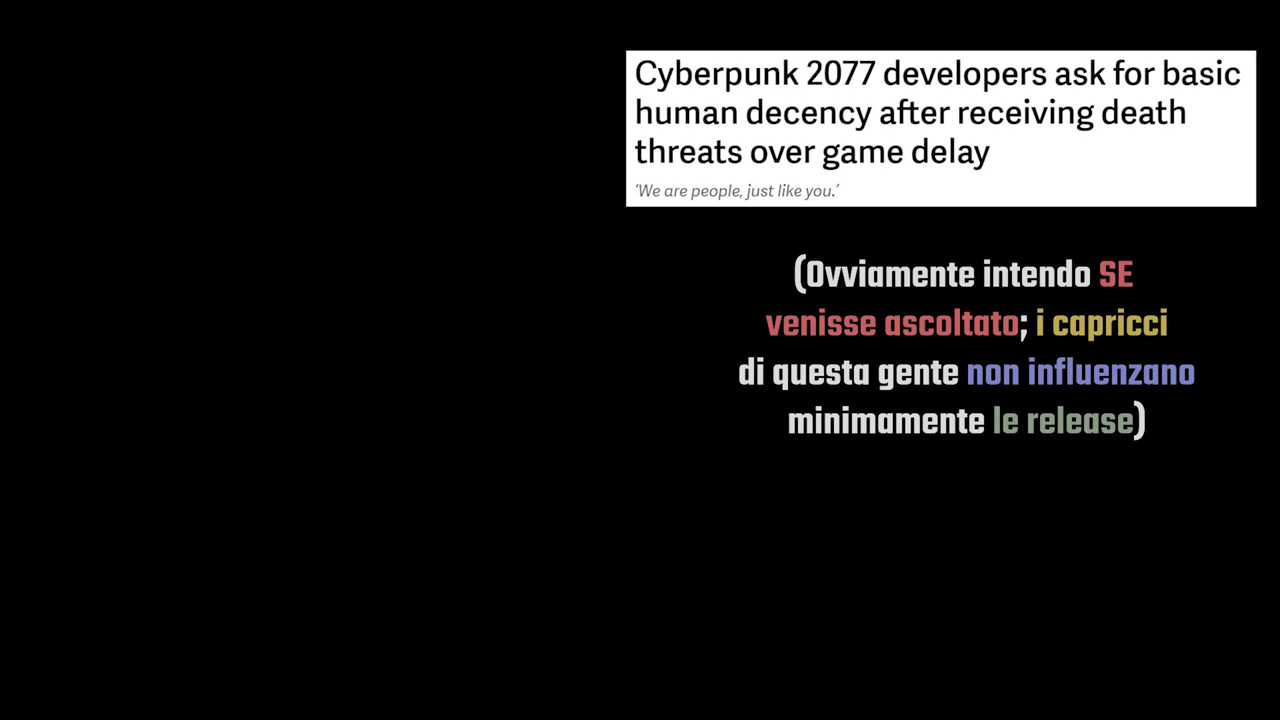 Cyberpunk 2077 developers ask for basic
human decency after receiving death
threats over game delay
‘We are people, just like you.’
(Ovviamente intendo SE
venisse ascoltato; i capricci
di questa gente non influenzano
minimamente le release)